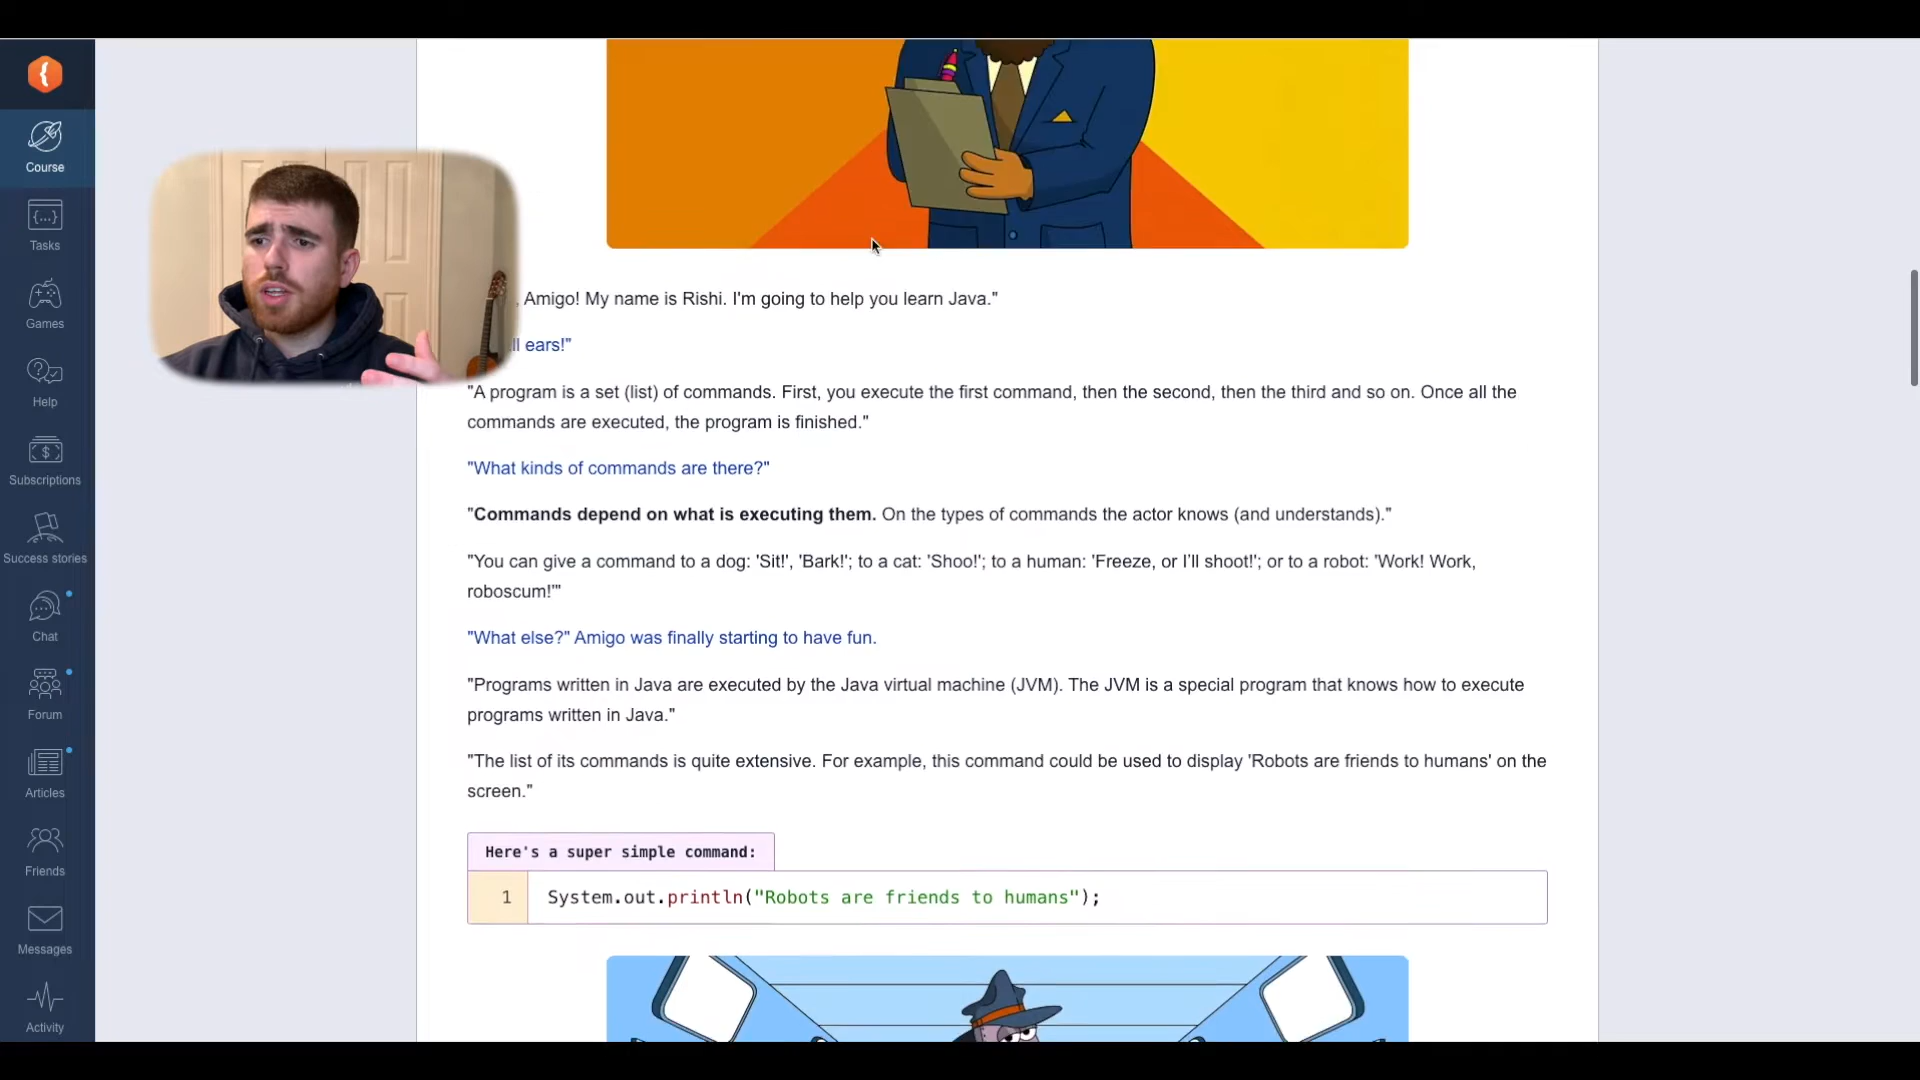 Course
Tasks
Games
Help
Subscriptions
Success stories
Chat
Forum
Articles
Friends
Messages
Activity
, Amigo! My name is Rishi. I'm going to help you learn Java."
ll ears!"
"A program is a set (list) of commands. First, you execute the first command, then the second, then the third and so on. Once all the
commands are executed, the program is finished."
"What kinds of commands are there?"
"Commands depend on what is executing them. On the types of commands the actor knows (and understands)."
"You can give a command to a dog: 'Sit!', 'Bark!'; to a cat: 'Shoo!'; to a human: 'Freeze, or I’ll shoot!'; or to a robot: 'Work! Work,
roboscum!'"
"What else?" Amigo was finally starting to have fun.
"Programs written in Java are executed by the Java virtual machine (JVM). The JVM is a special program that knows how to execute
programs written in Java."
"The list of its commands is quite extensive. For example, this command could be used to display 'Robots are friends to humans' on the
screen."
Here's a super simple command:
1 System.out.println("Robots are friends to humans");